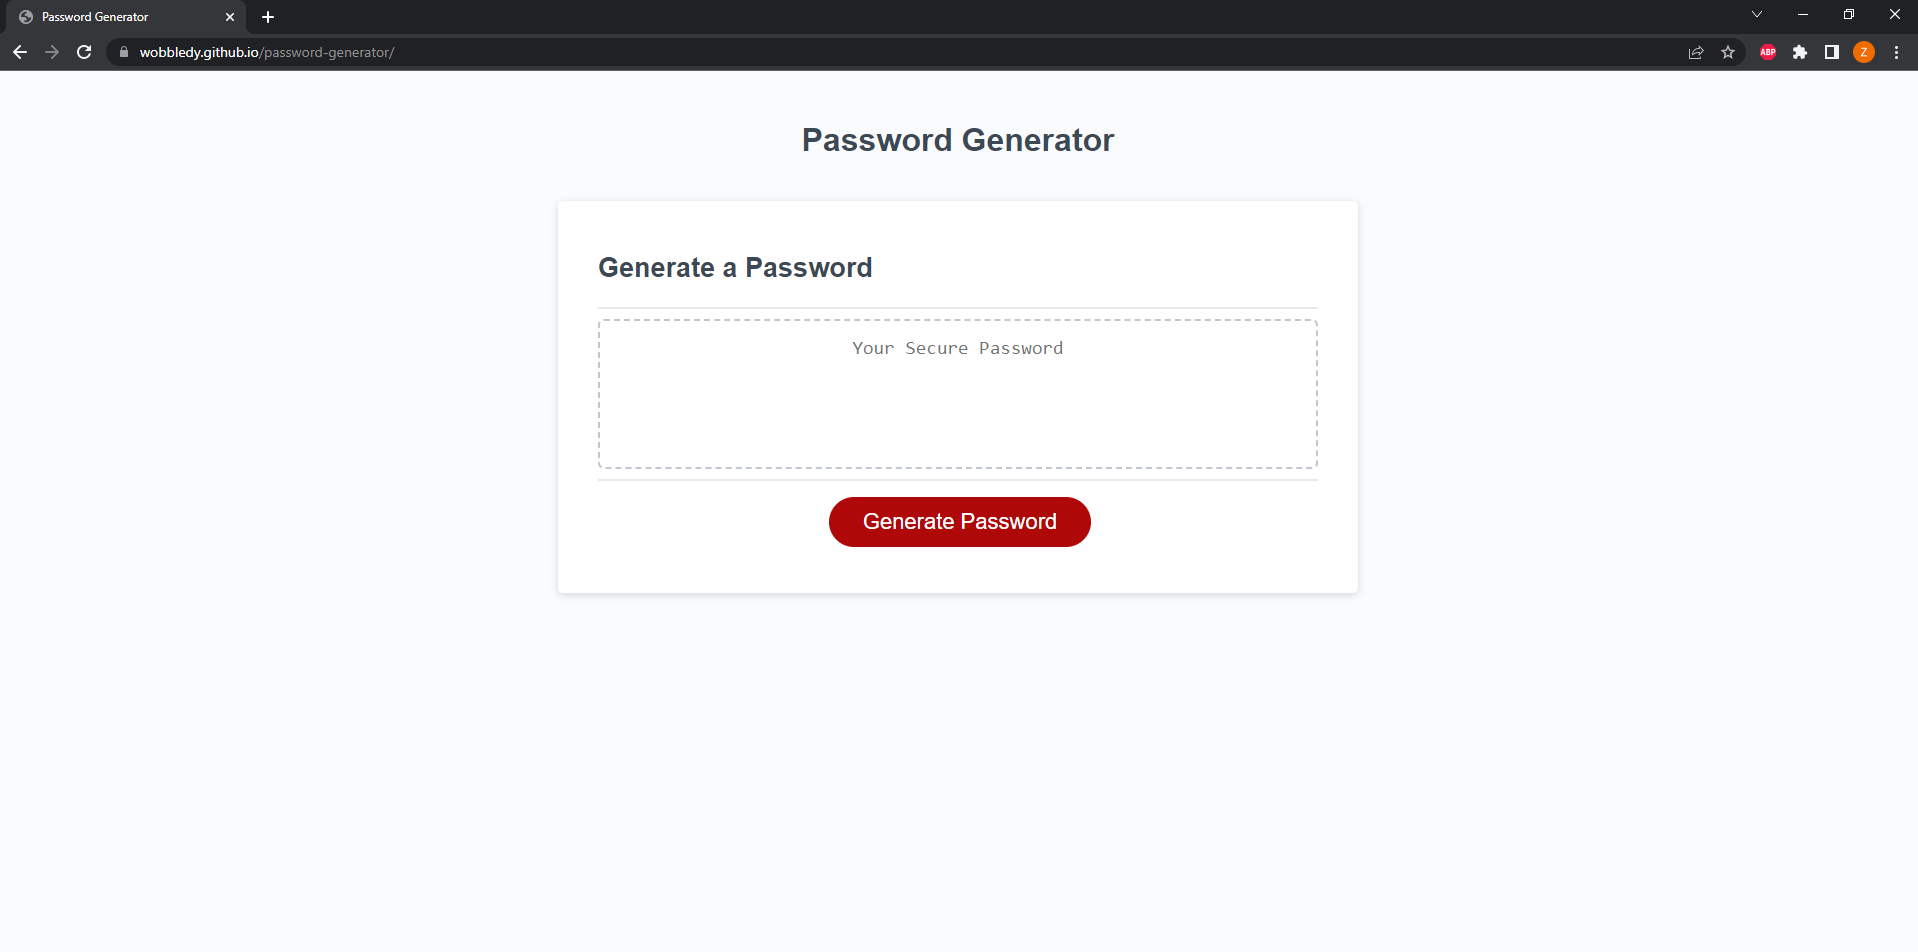 Password Generator
wobbledy.github.io/password-generator/
ABP
Z
Password Generator
Generate a Password
Your Secure Password
Generate Password